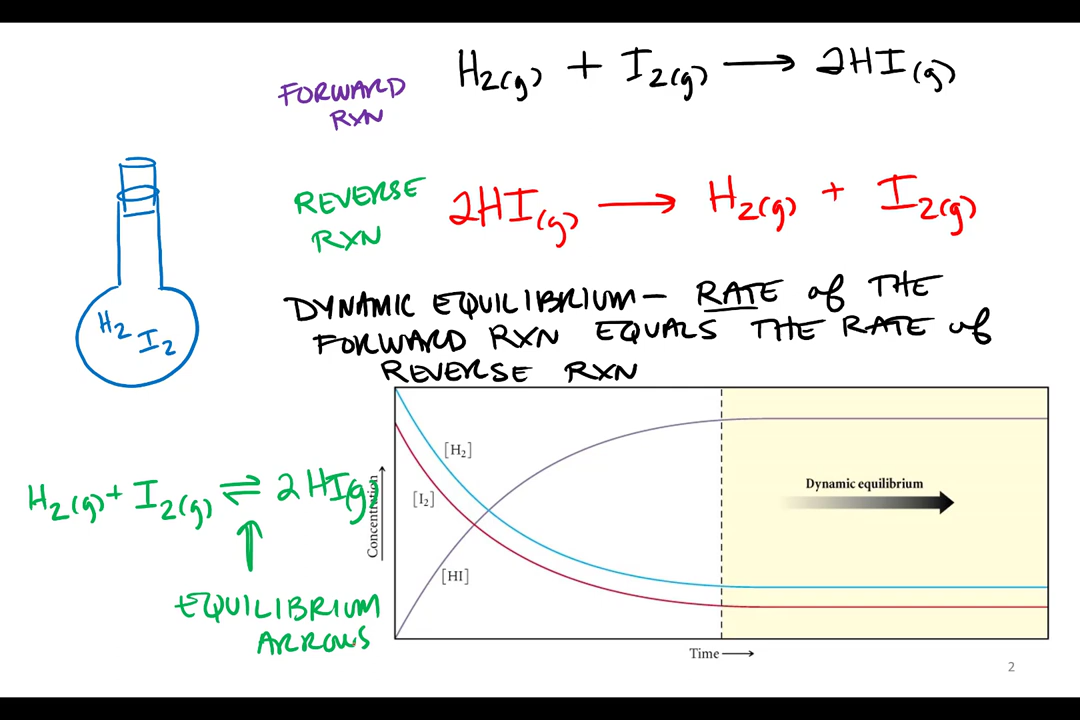 H₂(g) + I₂(g) ⟶ 2HI(g)
FORWARD
RXN
REVERSE
RXN
2HI(g) ⟶ H₂(g) + I₂(g)
H₂
I₂
DYNAMIC EQUILIBRIUM – RATE of THE
FORWARD RXN EQUALS THE RATE of
REVERSE RXN
H₂(g) + I₂(g) ⇌ 2HI(g)
EQUILIBRIUM
ARROWS
Concentration
[H₂]
[I₂]
[HI]
Dynamic equilibrium
Time ⟶
2